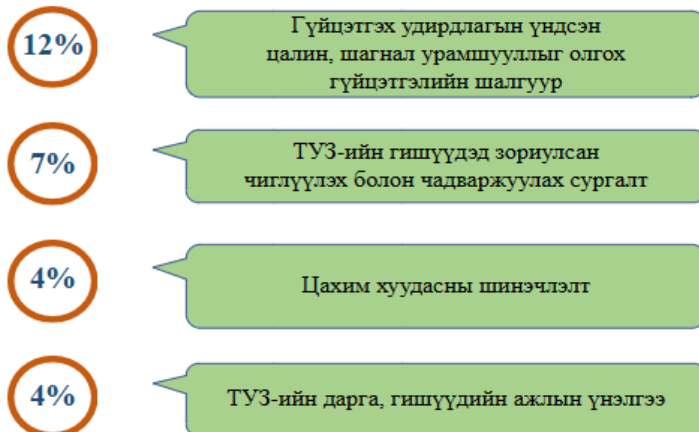 12%
Гүйцэтгэх удирдлагын үндсэн
цалин, шагнал урамшууллыг олгох
гүйцэтгэлийн шалгуур
7%
ТУЗ-ийн гишүүдэд зориулсан
чиглүүлэх болон чадваржуулах сургалт
4%
Цахим хуудасны шинэчлэлт
4%
ТУЗ-ийн дарга, гишүүдийн ажлын үнэлгээ